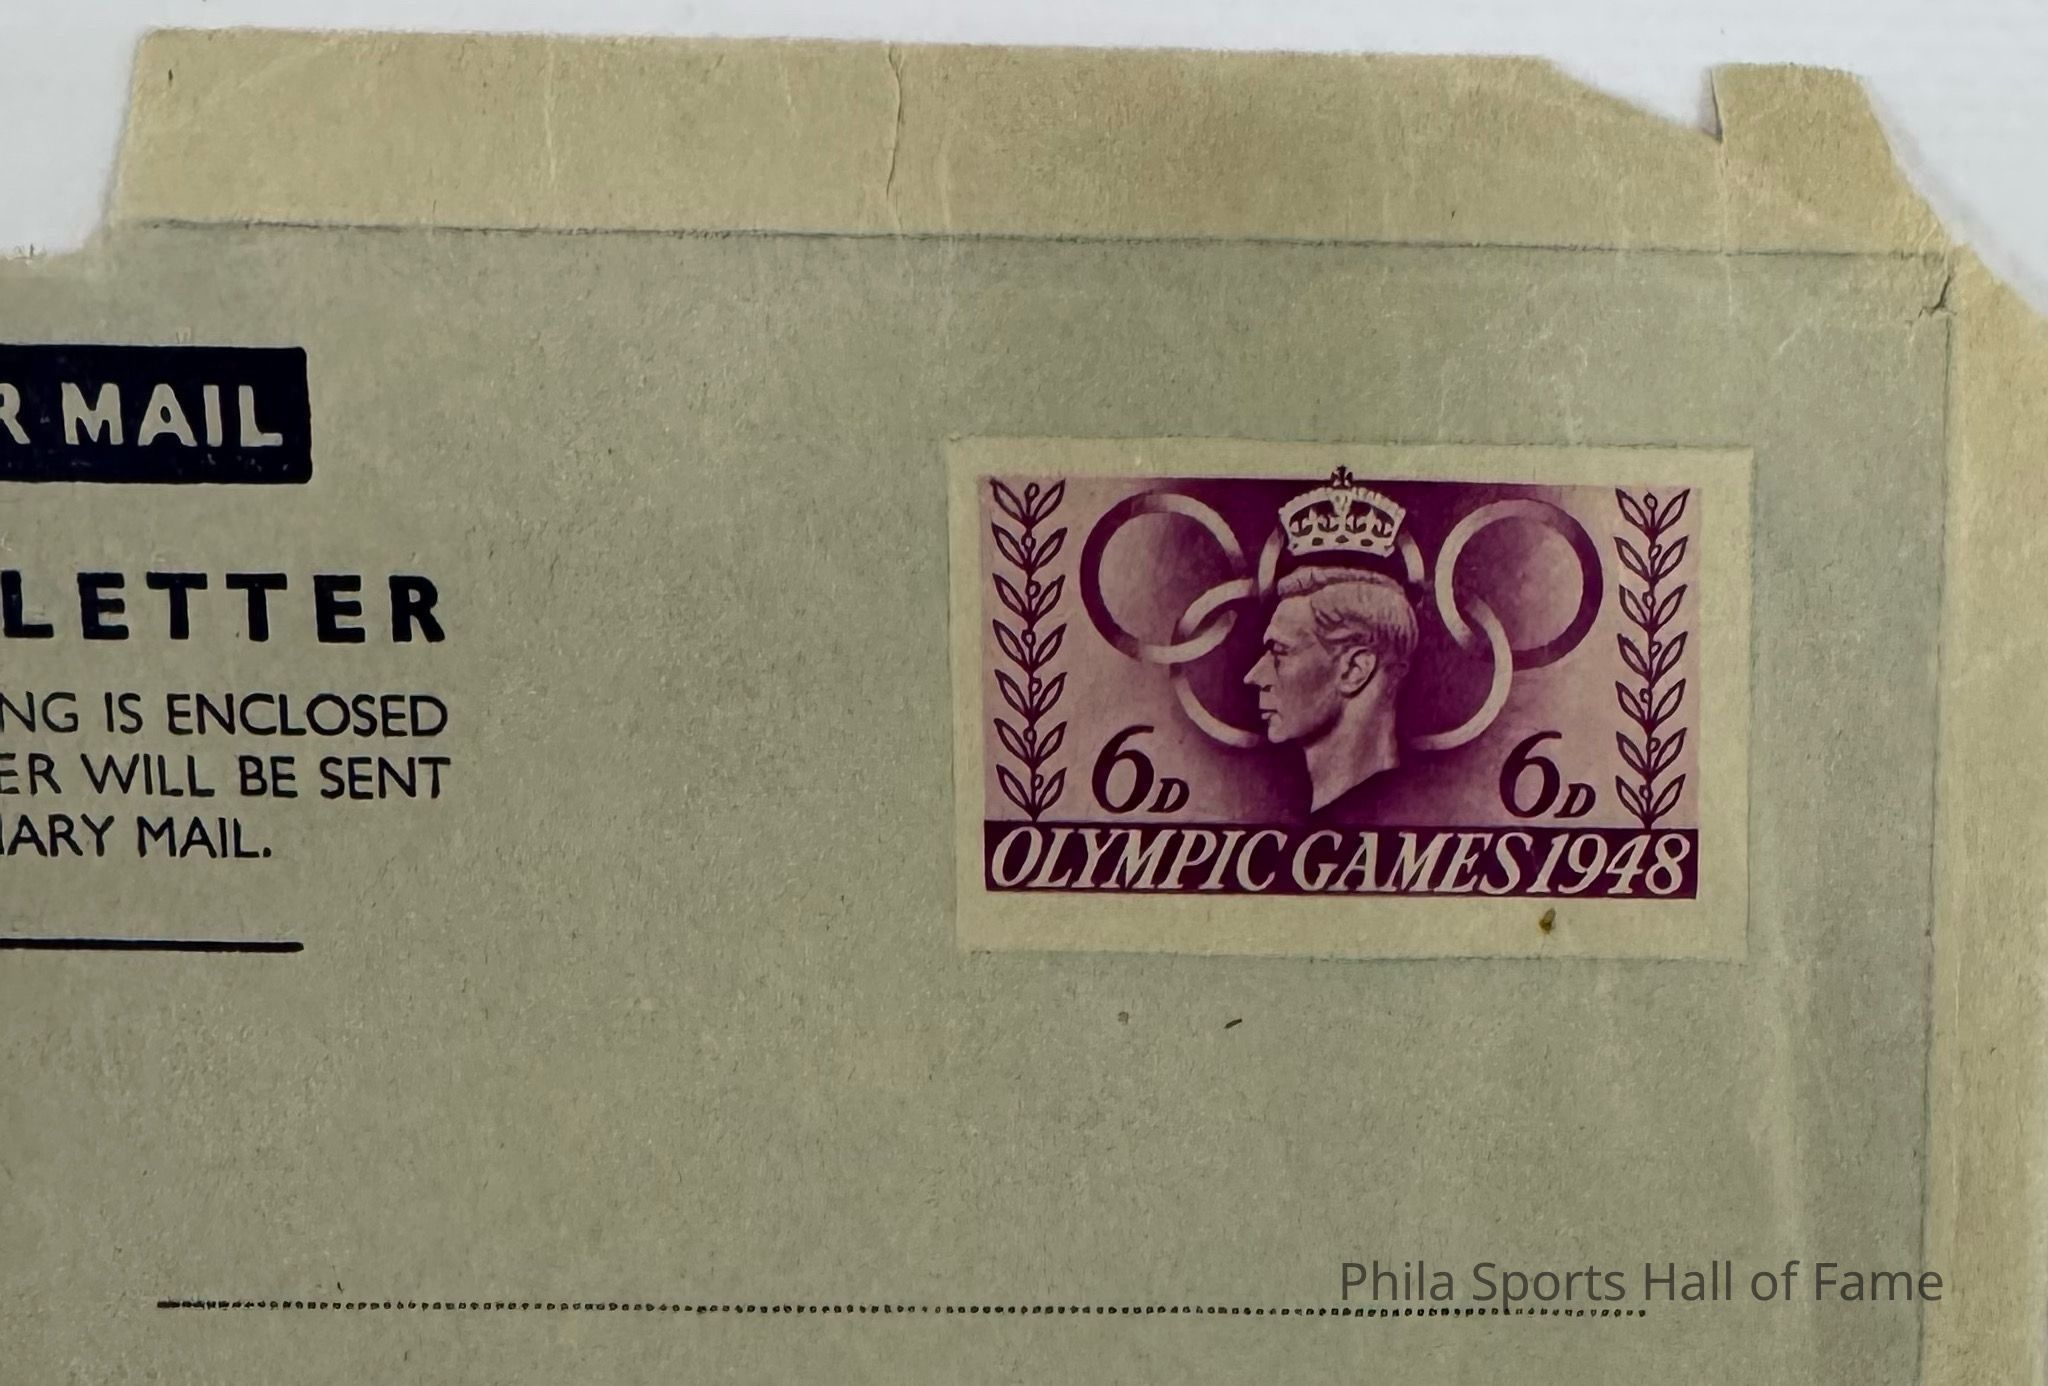 R MAIL
LETTER
NG IS ENCLOSED
ER WILL BE SENT
NARY MAIL.
6D 6D
OLYMPIC GAMES 1948
Phila Sports Hall of Fame